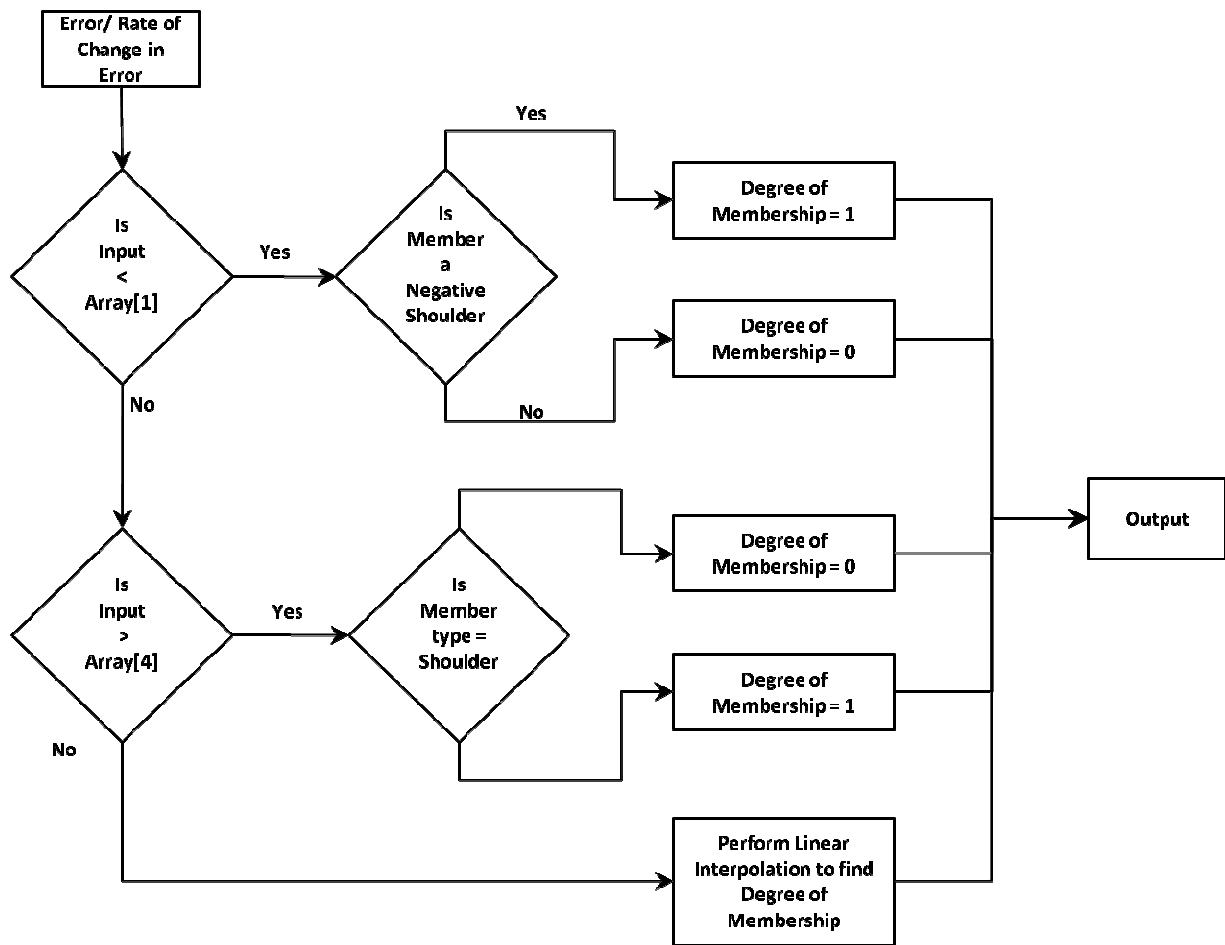 Error/ Rate of
Change in
Error
Is
Input
<
Array[1]
Yes
No
Is
Member
a
Negative
Shoulder
Yes
No
Degree of
Membership = 1
Degree of
Membership = 0
Is
Input
>
Array[4]
Yes
No
Is
Member
type =
Shoulder
Degree of
Membership = 0
Degree of
Membership = 1
Perform Linear
Interpolation to find
Degree of
Membership
Output